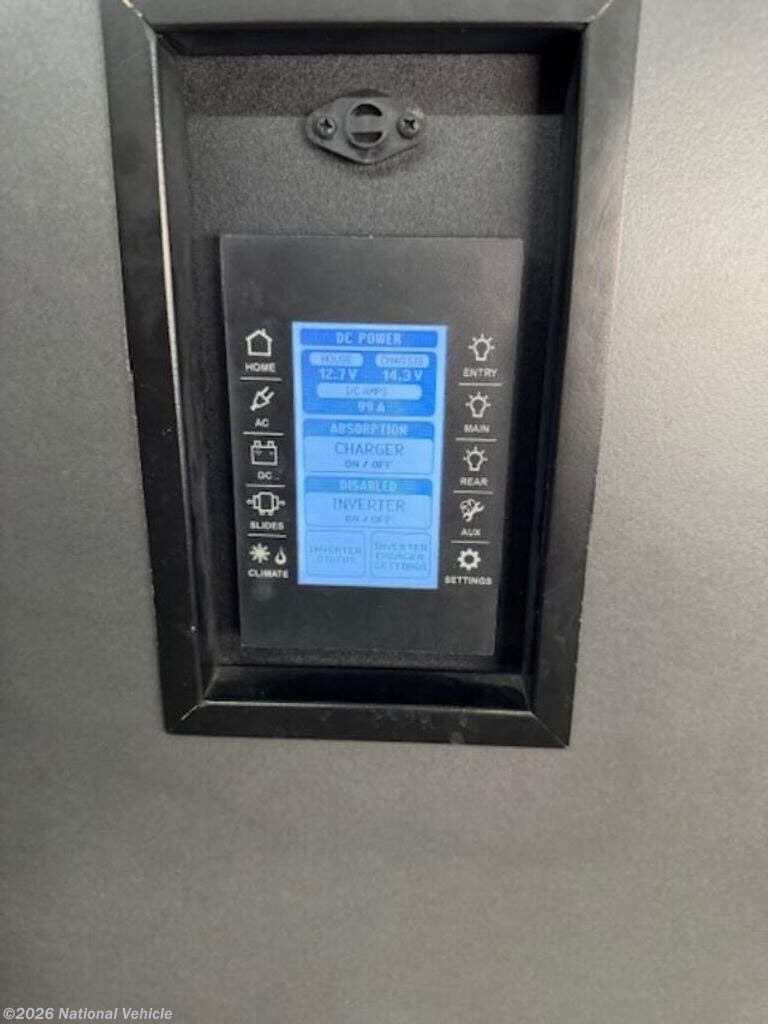 DC POWER
HOUSE CHASSIS
12.7 V 14.3 V
DC AMPS
99 A
ABSORPTION
CHARGER
ON / OFF
DISABLED
INVERTER
ON / OFF
INVERTER
STATUS
INVERTER
CHARGER
SETTINGS
HOME
AC
DC
SLIDES
CLIMATE
ENTRY
MAIN
REAR
AUX
SETTINGS
©2026 National Vehicle